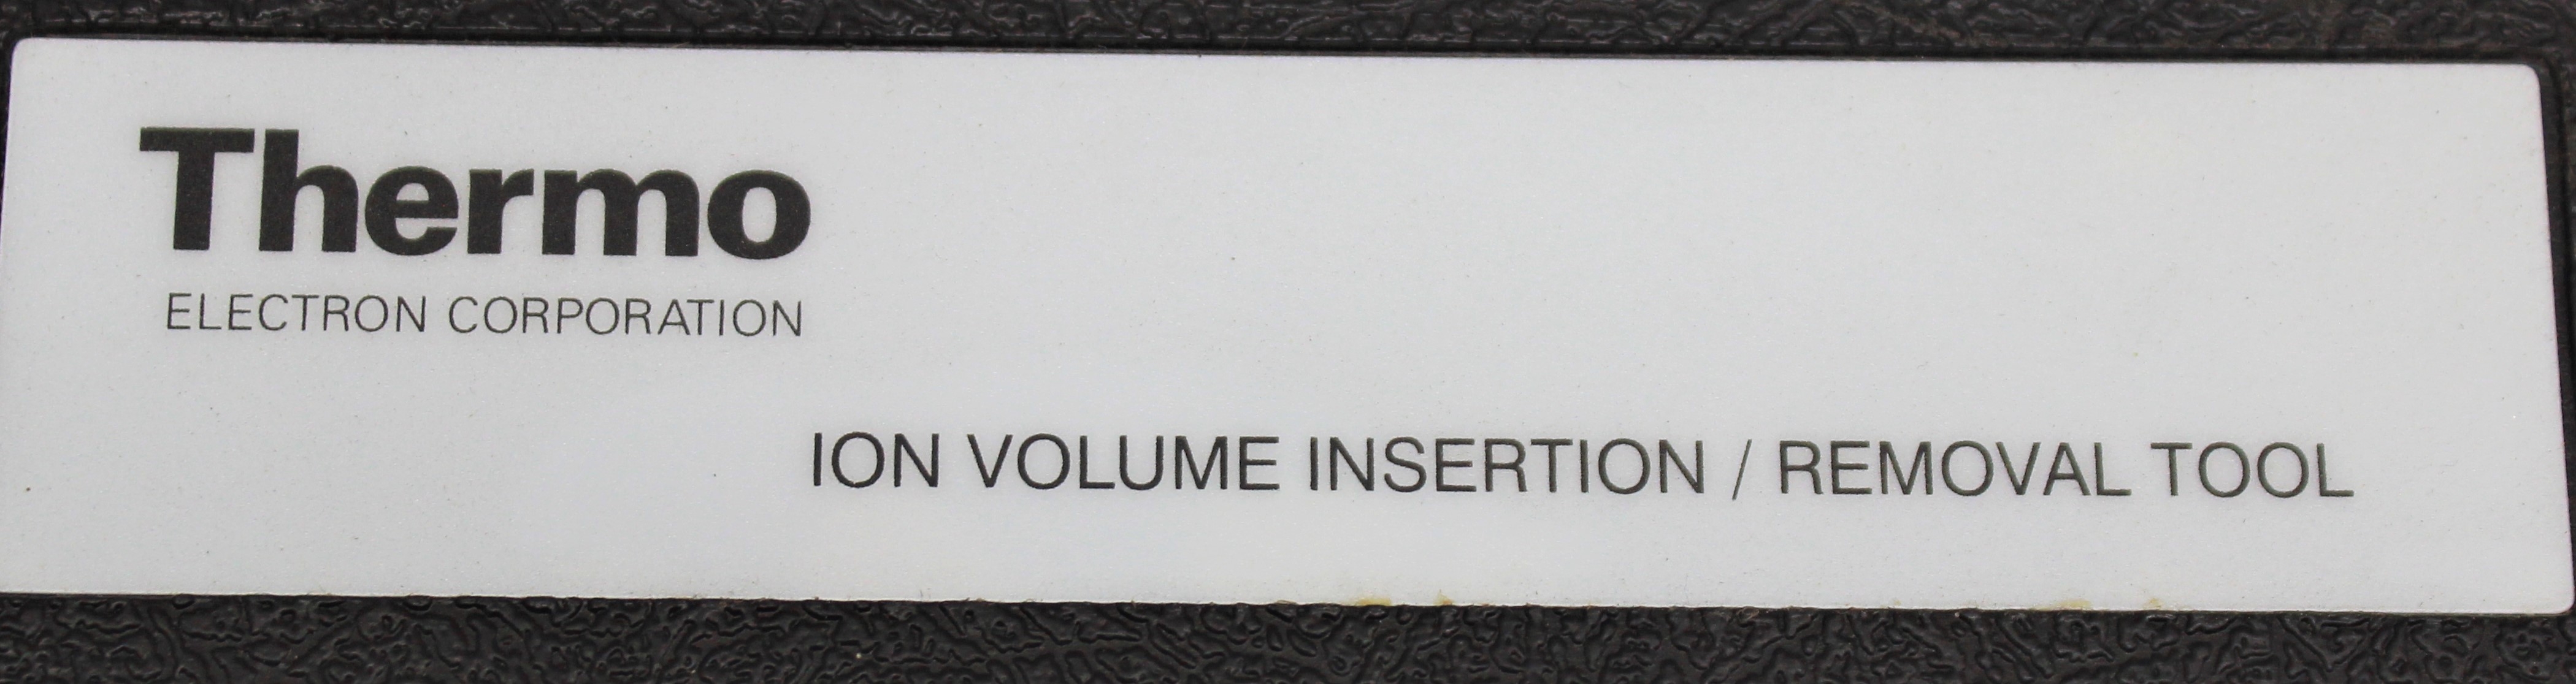 Thermo
ELECTRON CORPORATION
ION VOLUME INSERTION / REMOVAL TOOL